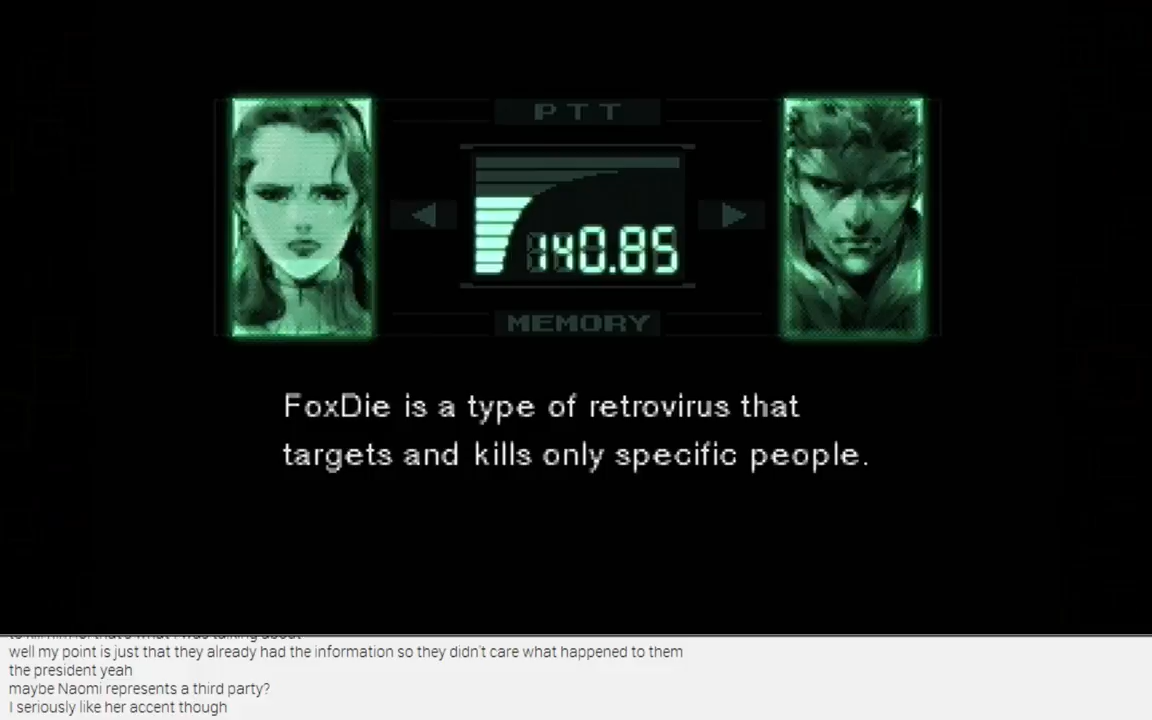 PTT
140.85
MEMORY
FoxDie is a type of retrovirus that
targets and kills only specific people.
well my point is just that they already had the information so they didn't care what happened to them
the president yeah
maybe Naomi represents a third party?
I seriously like her accent though